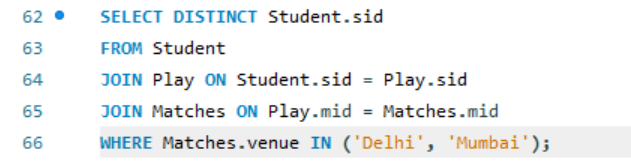 62 SELECT DISTINCT Student.sid
63 FROM Student
64 JOIN Play ON Student.sid = Play.sid
65 JOIN Matches ON Play.mid = Matches.mid
66 WHERE Matches.venue IN ('Delhi', 'Mumbai');